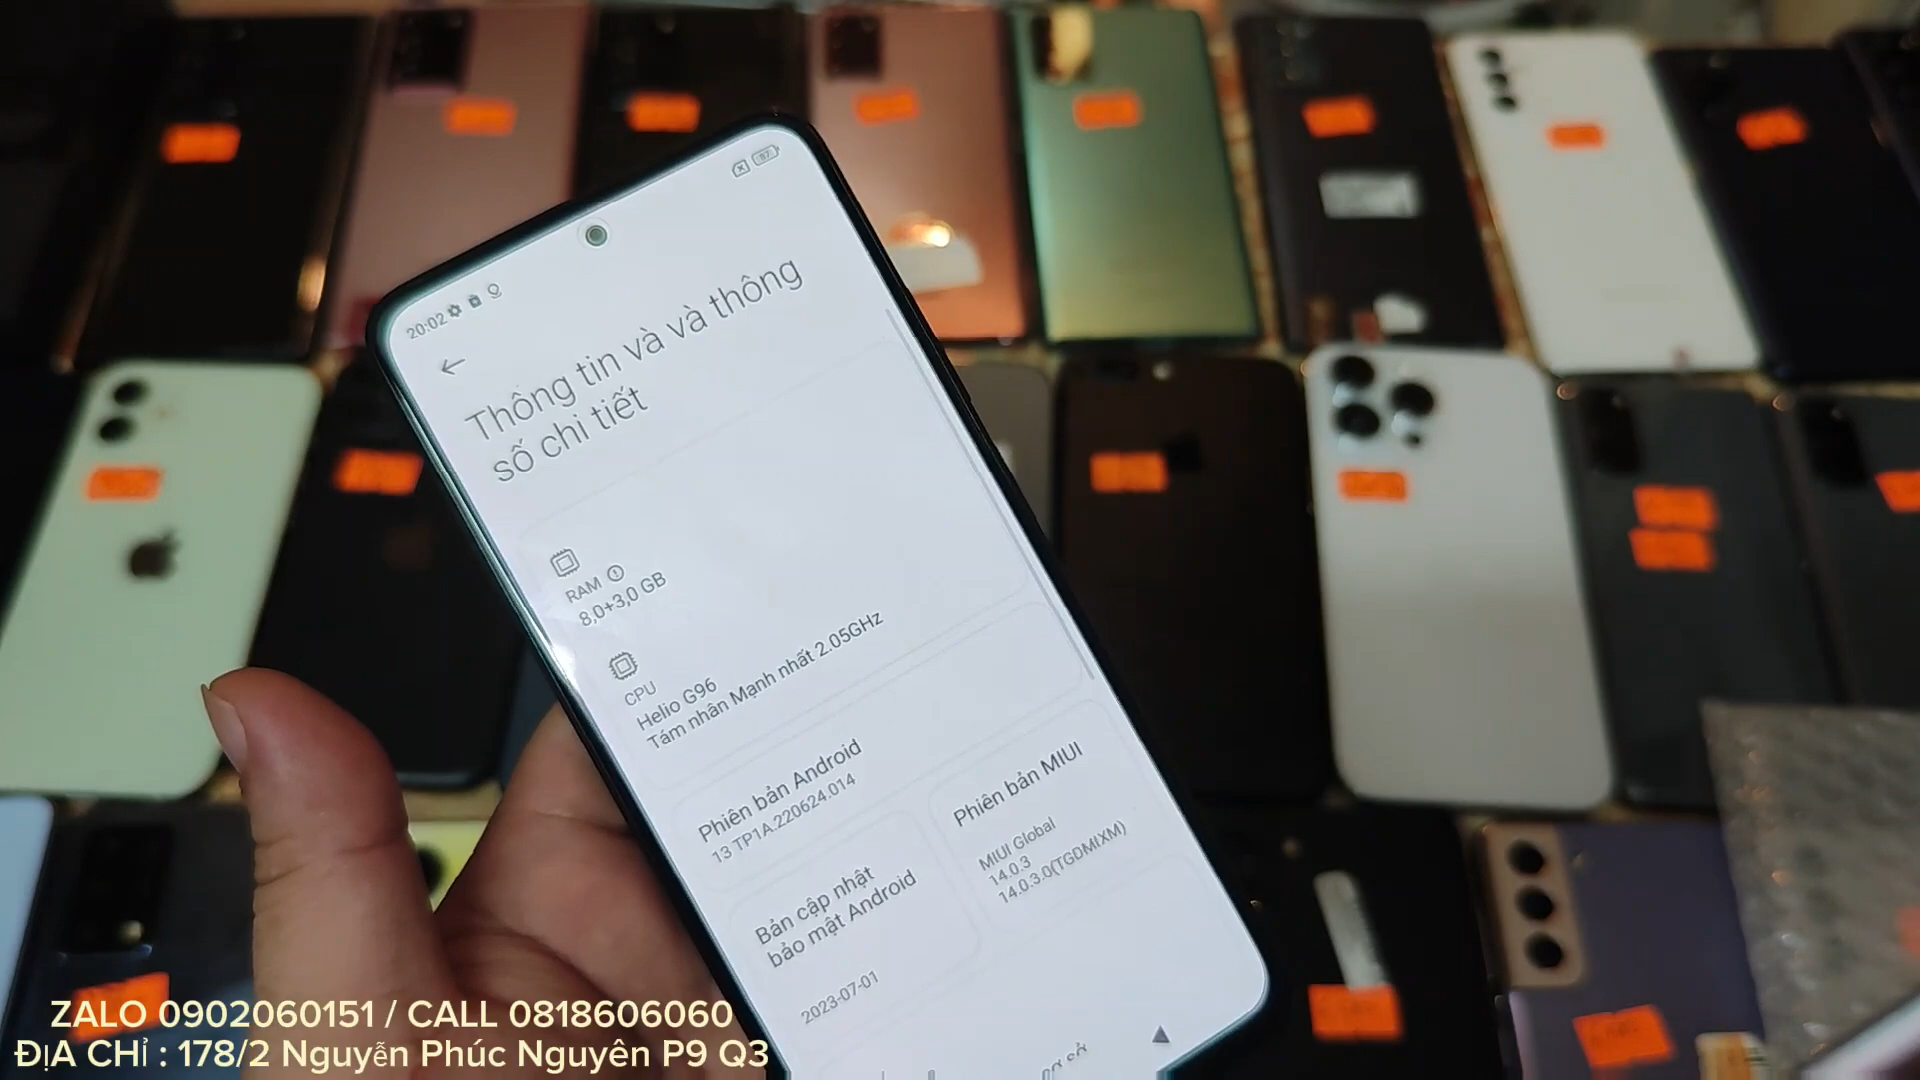 20:02
87
Thông tin và và thông
số chi tiết
RAM
8,0+3,0 GB
CPU
Helio G96
Tám nhân Mạnh nhất 2.05GHz
Phiên bản Android
13 TP1A.220624.014
Phiên bản MIUI
MIUI Global
14.0.3
14.0.3.0(TGDMIXM)
Bản cập nhật
bảo mật Android
2023-07-01
ZALO 0902060151 / CALL 0818606060
ĐỊA CHỈ : 178/2 Nguyễn Phúc Nguyên P9 Q3